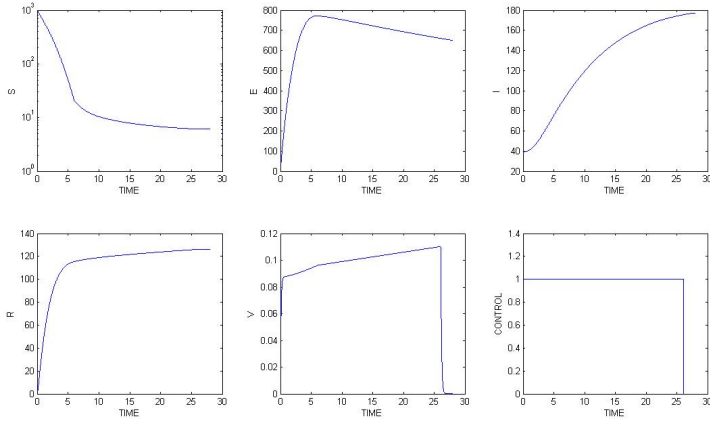 10³
10²
10¹
10⁰
S
0 5 10 15 20 25 30
TIME
800
700
600
500
400
300
200
100
0
E
0 5 10 15 20 25 30
TIME
180
160
140
120
100
80
60
40
20
I
0 5 10 15 20 25 30
TIME
140
120
100
80
60
40
20
0
R
0 5 10 15 20 25 30
TIME
0.12
0.1
0.08
0.06
0.04
0.02
0
V
0 5 10 15 20 25 30
TIME
1.4
1.2
1
0.8
0.6
0.4
0.2
0
CONTROL
0 5 10 15 20 25 30
TIME